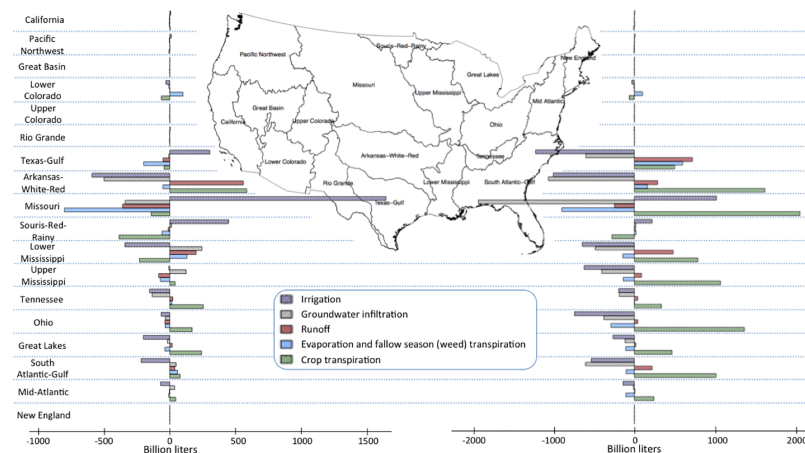 California
Pacific
Northwest
Great Basin
Lower
Colorado
Upper
Colorado
Rio Grande
Texas-Gulf
Arkansas-
White-Red
Missouri
Souris-Red-
Rainy
Lower
Mississippi
Upper
Mississippi
Tennessee
Ohio
Great Lakes
South
Atlantic-Gulf
Mid-Atlantic
New England
Pacific Northwest
Souris-Red-Rainy
New England
Missouri
Great Lakes
Upper Mississippi
Great Basin
Mid Atlantic
California
Upper Colorado
Ohio
Lower Colorado
Arkansas-White-Red
Tennessee
Rio Grande
Lower Mississippi
South Atlantic-Gulf
Texas-Gulf
Irrigation
Groundwater infiltration
Runoff
Evaporation and fallow season (weed) transpiration
Crop transpiration
-1000 -500 0 500 1000 1500
Billion liters
-2000 -1000 0 1000 2000
Billion liters